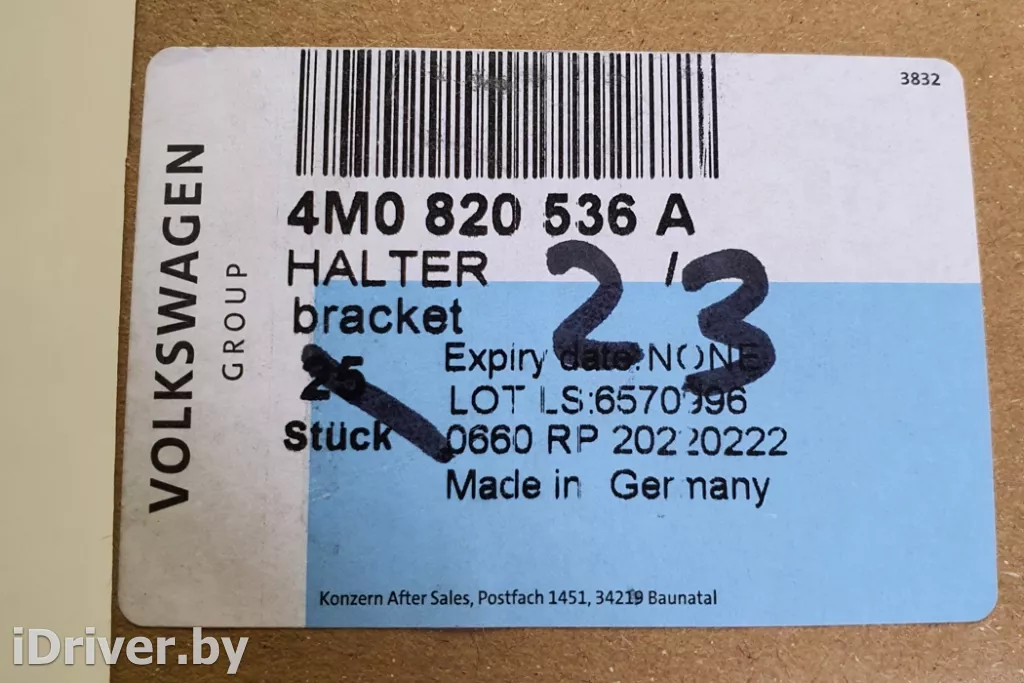 3832
VOLKSWAGEN
GROUP
4M0 820 536 A
HALTER /
bracket
23
25
Stück
Expiry date:NONE
LOT LS:6570996
0660 RP 20220222
Made in Germany
Konzern After Sales, Postfach 1451, 34219 Baunatal
iDriver.by